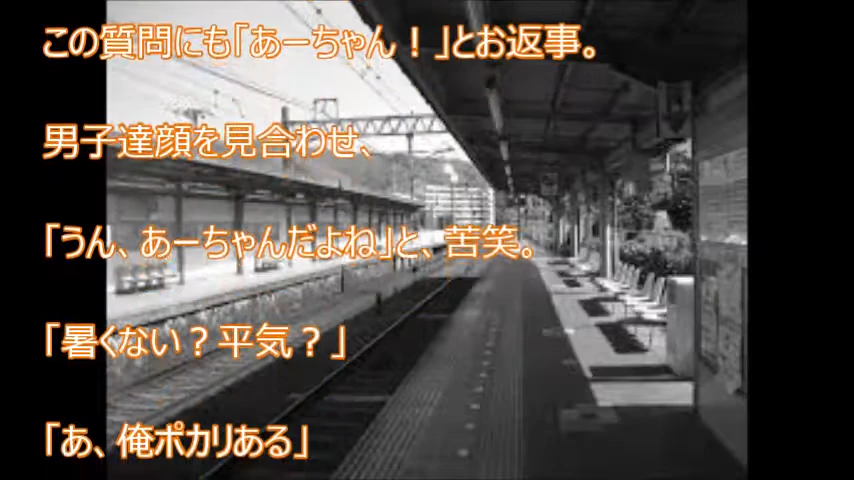 この質問にも「あーちゃん！」とお返事。
男子達顔を見合わせ、
「うん、あーちゃんだよね」と、苦笑。
「暑くない？平気？」
「あ、俺ポカリある」